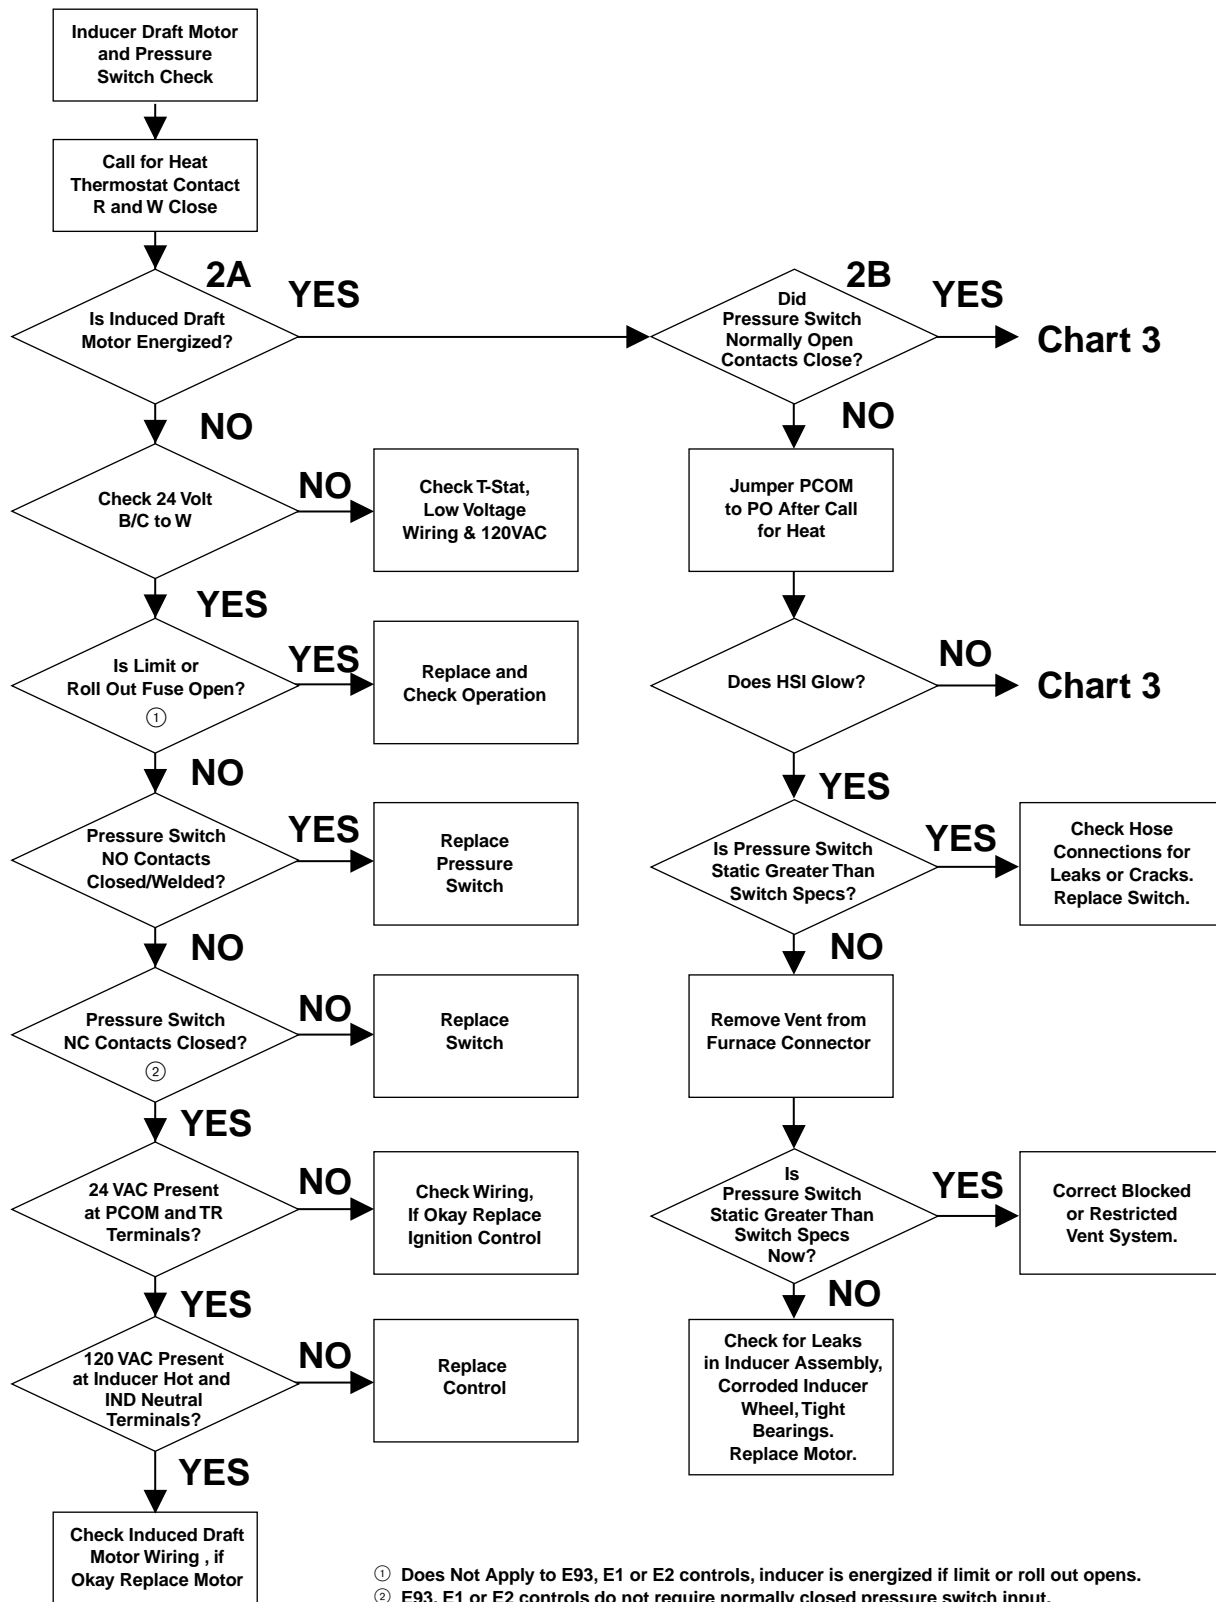 Inducer Draft Motor
and Pressure
Switch Check
Call for Heat
Thermostat Contact
R and W Close
2A
YES
Is Induced Draft
Motor Energized?
2B
YES
Did
Pressure Switch
Normally Open
Contacts Close?
Chart 3
NO
NO
Check 24 Volt
B/C to W
NO
Check T-Stat,
Low Voltage
Wiring & 120VAC
Jumper PCOM
to PO After Call
for Heat
YES
Is Limit or
Roll Out Fuse Open?
①
YES
Replace and
Check Operation
Does HSI Glow?
NO
Chart 3
NO
YES
Pressure Switch
NO Contacts
Closed/Welded?
YES
Replace
Pressure
Switch
Is Pressure Switch
Static Greater Than
Switch Specs?
YES
Check Hose
Connections for
Leaks or Cracks.
Replace Switch.
NO
NO
Pressure Switch
NC Contacts Closed?
②
NO
Replace
Switch
Remove Vent from
Furnace Connector
YES
24 VAC Present
at PCOM and TR
Terminals?
NO
Check Wiring,
If Okay Replace
Ignition Control
Is
Pressure Switch
Static Greater Than
Switch Specs
Now?
YES
Correct Blocked
or Restricted
Vent System.
YES
NO
120 VAC Present
at Inducer Hot and
IND Neutral
Terminals?
NO
Replace
Control
Check for Leaks
in Inducer Assembly,
Corroded Inducer
Wheel, Tight
Bearings.
Replace Motor.
YES
Check Induced Draft
Motor Wiring , if
Okay Replace Motor
① Does Not Apply to E93, E1 or E2 controls, inducer is energized if limit or roll out opens.
② E93, E1 or E2 controls do not require normally closed pressure switch input.